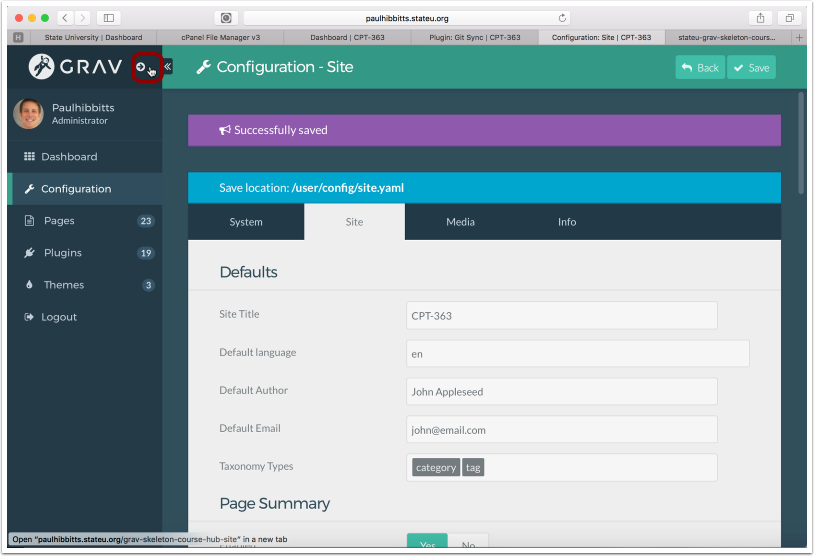 paulhibbitts.stateu.org
H
State University | Dashboard
cPanel File Manager v3
Dashboard | CPT-363
Plugin: Git Sync | CPT-363
Configuration: Site | CPT-363
stateu-grav-skeleton-cours...
GRAV
Configuration - Site
Back
Save
Paulhibbitts
Administrator
Successfully saved
Dashboard
Configuration
Pages 23
Plugins 19
Themes 3
Logout
Save location: /user/config/site.yaml
System
Site
Media
Info
Defaults
Site Title
CPT-363
Default language
en
Default Author
John Appleseed
Default Email
john@email.com
Taxonomy Types
category tag
Page Summary
Open "paulhibbitts.stateu.org/grav-skeleton-course-hub-site" in a new tab
Yes
No